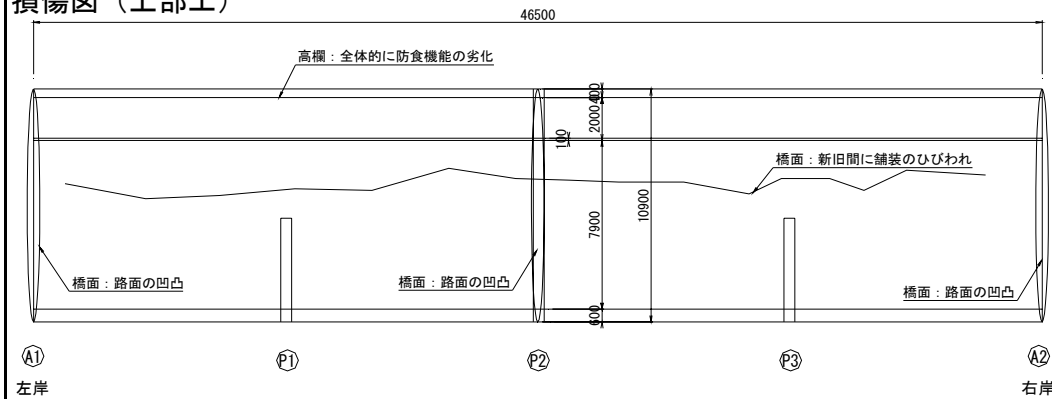 損傷図（上部工）
46500
高欄：全体的に防食機能の劣化
400
2000
100
橋面：新旧間に舗装のひびわれ
7900
10900
橋面：路面の凹凸
橋面：路面の凹凸
橋面：路面の凹凸
600
A1
P1
P2
P3
A2
左岸
右岸